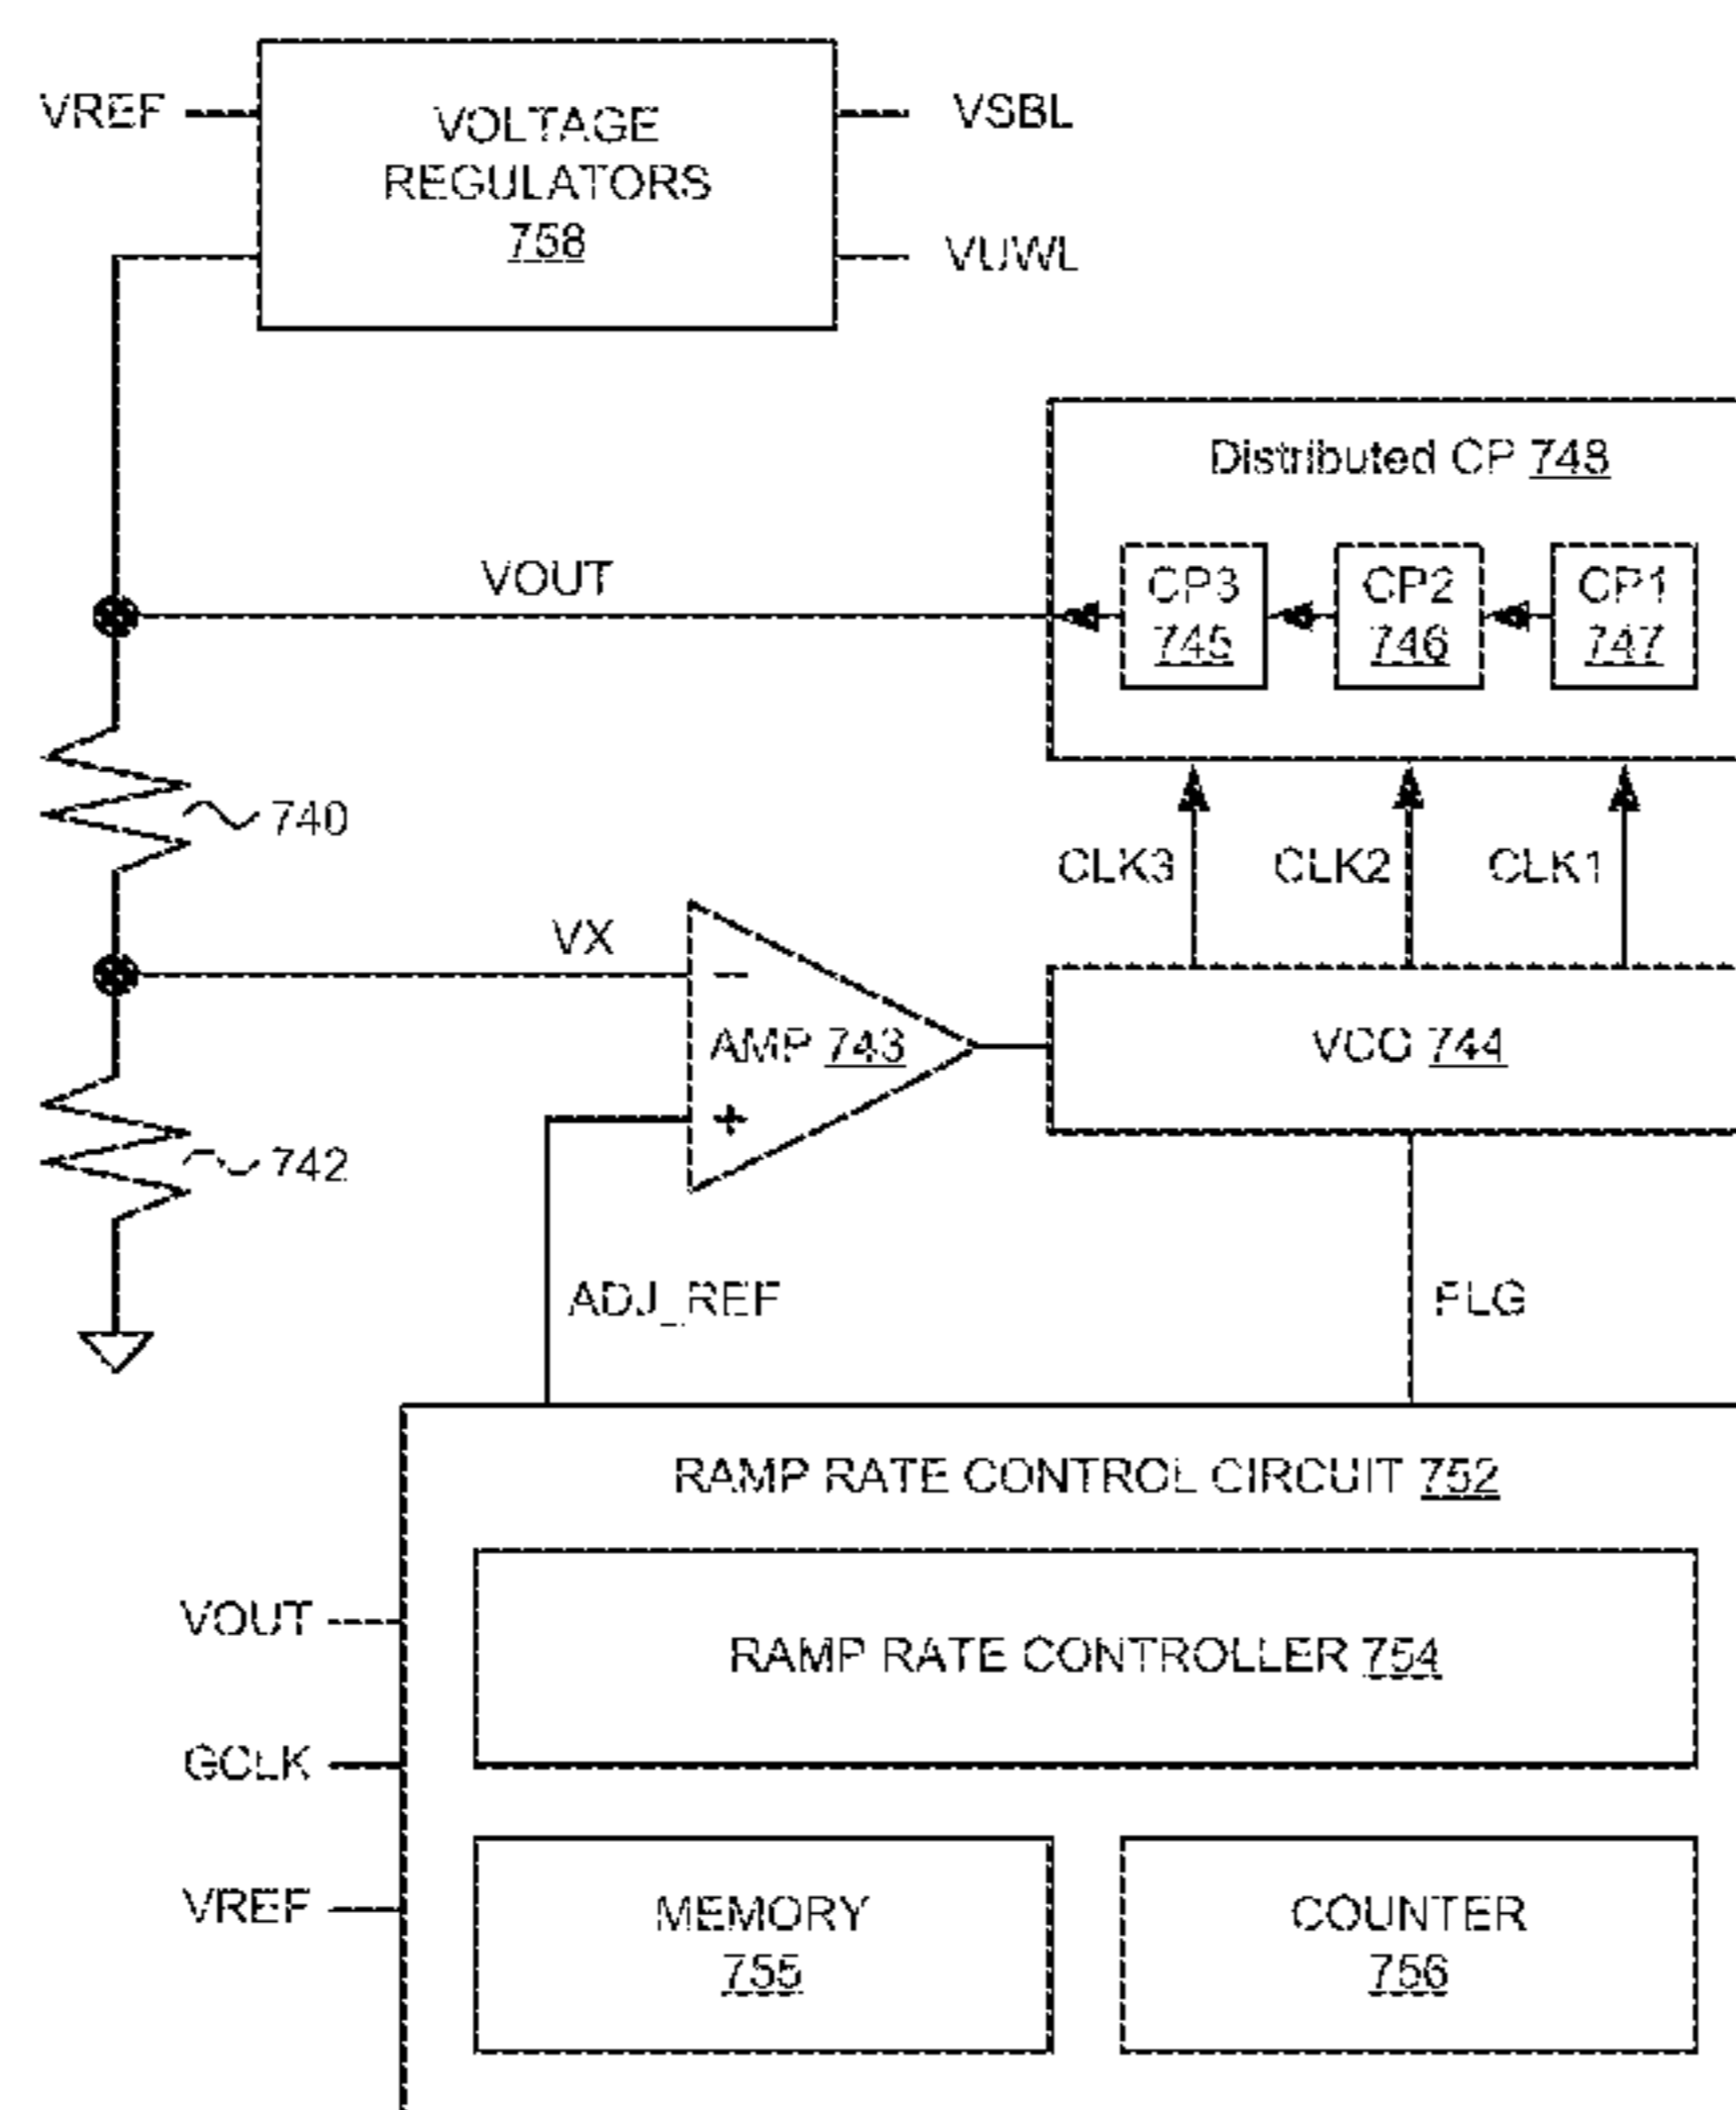 VREF
VOLTAGE
REGULATORS
758
VSBL
VUWL
Distributed CP 748
VOUT
CP3
745
CP2
746
CP1
747
740
CLK3
CLK2
CLK1
VX
−
AMP 743
+
VCO 744
742
ADJ_REF
FLG
RAMP RATE CONTROL CIRCUIT 752
VOUT
RAMP RATE CONTROLLER 754
GCLK
VREF
MEMORY
755
COUNTER
756